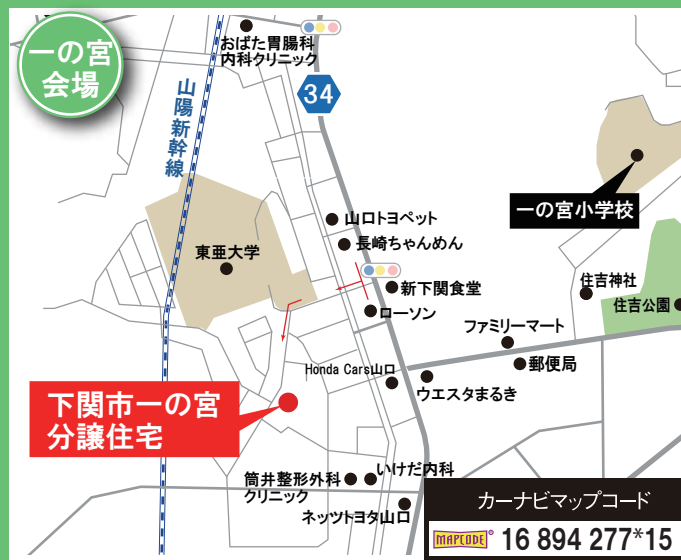 一の宮
会場
おばた胃腸科
内科クリニック
34
山陽新幹線
一の宮小学校
山口トヨペット
長崎ちゃんめん
東亜大学
新下関食堂
住吉神社
住吉公園
ローソン
ファミリーマート
郵便局
Honda Cars山口
ウエスタまるき
下関市一の宮
分譲住宅
いけだ内科
筒井整形外科
クリニック
ネッツトヨタ山口
カーナビマップコード
MAPCODE 16 894 277*15